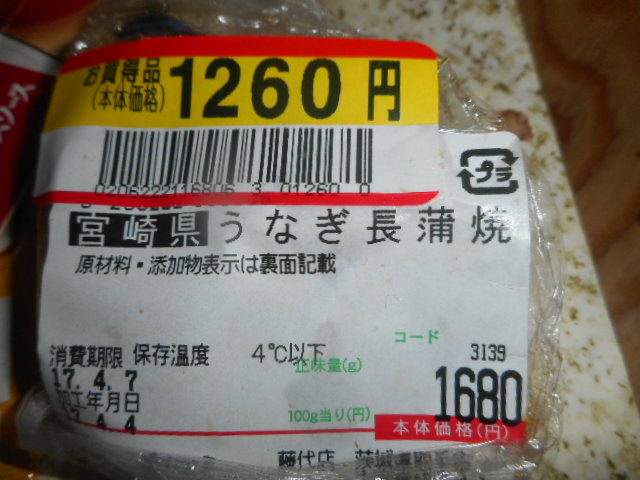 お買得品
(本体価格)
1260円
0206222116806 3 01260 0
プラ
宮崎県うなぎ長蒲焼
原材料・添加物表示は裏面記載
コード
3139
消費期限 保存温度 4℃以下
17.4.7
正味量(g)
加工年月日
17.4.4
100g当り(円)
1680
本体価格(円)
藤代店